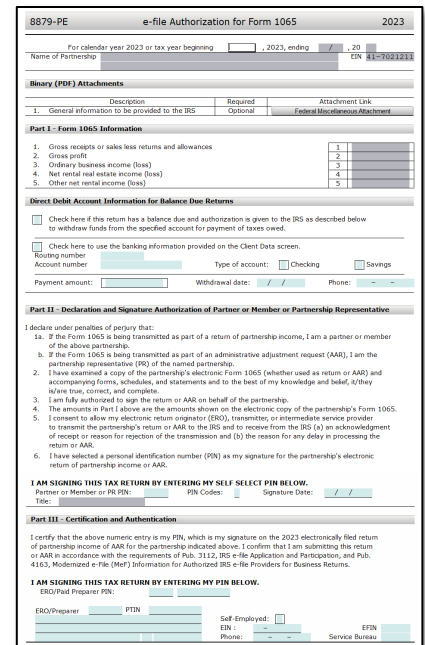 8879-PE e-file Authorization for Form 1065 2023
For calendar year 2023 or tax year beginning , 2023, ending / , 20
Name of Partnership EIN 41-7021211
Binary (PDF) Attachments
Description Required Attachment Link
1. General information to be provided to the IRS Optional Federal Miscellaneous Attachment
Part I - Form 1065 Information
1. Gross receipts or sales less returns and allowances 1
2. Gross profit 2
3. Ordinary business income (loss) 3
4. Net rental real estate income (loss) 4
5. Other net rental income (loss) 5
Direct Debit Account Information for Balance Due Returns
Check here if this return has a balance due and authorization is given to the IRS as described below
to withdraw funds from the specified account for payment of taxes owed.
Check here to use the banking information provided on the Client Data screen.
Routing number
Account number Type of account: Checking Savings
Payment amount: Withdrawal date: / / Phone: - -
Part II - Declaration and Signature Authorization of Partner or Member or Partnership Representative
I declare under penalties of perjury that:
1a. If the Form 1065 is being transmitted as part of a return of partnership income, I am a partner or member
of the above partnership.
b. If the Form 1065 is being transmitted as part of an administrative adjustment request (AAR), I am the
partnership representative (PR) of the named partnership.
2. I have examined a copy of the partnership's electronic Form 1065 (whether used as return or AAR) and
accompanying forms, schedules, and statements and to the best of my knowledge and belief, it/they
is/are true, correct, and complete.
3. I am fully authorized to sign the return or AAR on behalf of the partnership.
4. The amounts in Part I above are the amounts shown on the electronic copy of the partnership's Form 1065.
5. I consent to allow my electronic return originator (ERO), transmitter, or intermediate service provider
to transmit the partnership's return or AAR to the IRS and to receive from the IRS (a) an acknowledgment
of receipt or reason for rejection of the transmission and (b) the reason for any delay in processing the
return or AAR.
6. I have selected a personal identification number (PIN) as my signature for the partnership's electronic
return of partnership income or AAR.
I AM SIGNING THIS TAX RETURN BY ENTERING MY SELF SELECT PIN BELOW.
Partner or Member or PR PIN: PIN Codes: Signature Date: / /
Title:
Part III - Certification and Authentication
I certify that the above numeric entry is my PIN, which is my signature on the 2023 electronically filed return
of partnership income of AAR for the partnership indicated above. I confirm that I am submitting this return
or AAR in accordance with the requirements of Pub. 3112, IRS e-file Application and Participation, and Pub.
4163, Modernized e-File (MeF) Information for Authorized IRS e-file Providers for Business Returns.
I AM SIGNING THIS TAX RETURN BY ENTERING MY PIN BELOW.
ERO/Paid Preparer PIN:
ERO/Preparer PTIN
Self-Employed:
EIN : - EFIN
Phone: - - Service Bureau